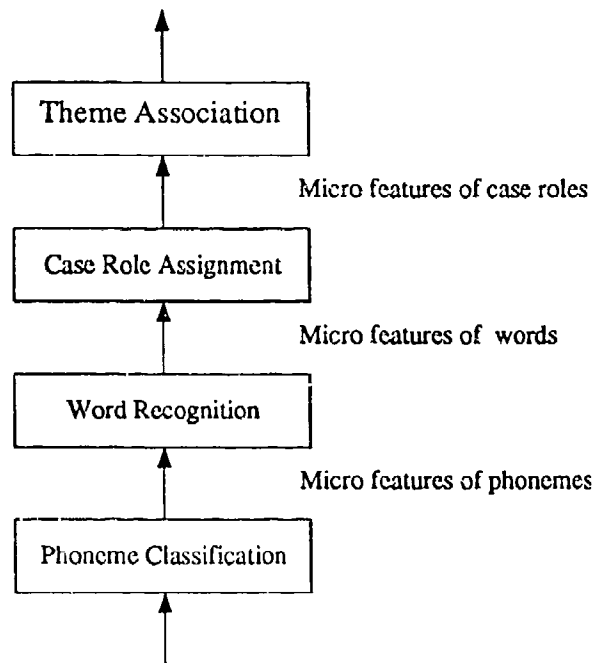 Theme Association
Micro features of case roles
Case Role Assignment
Micro features of words
Word Recognition
Micro features of phonemes
Phoneme Classification